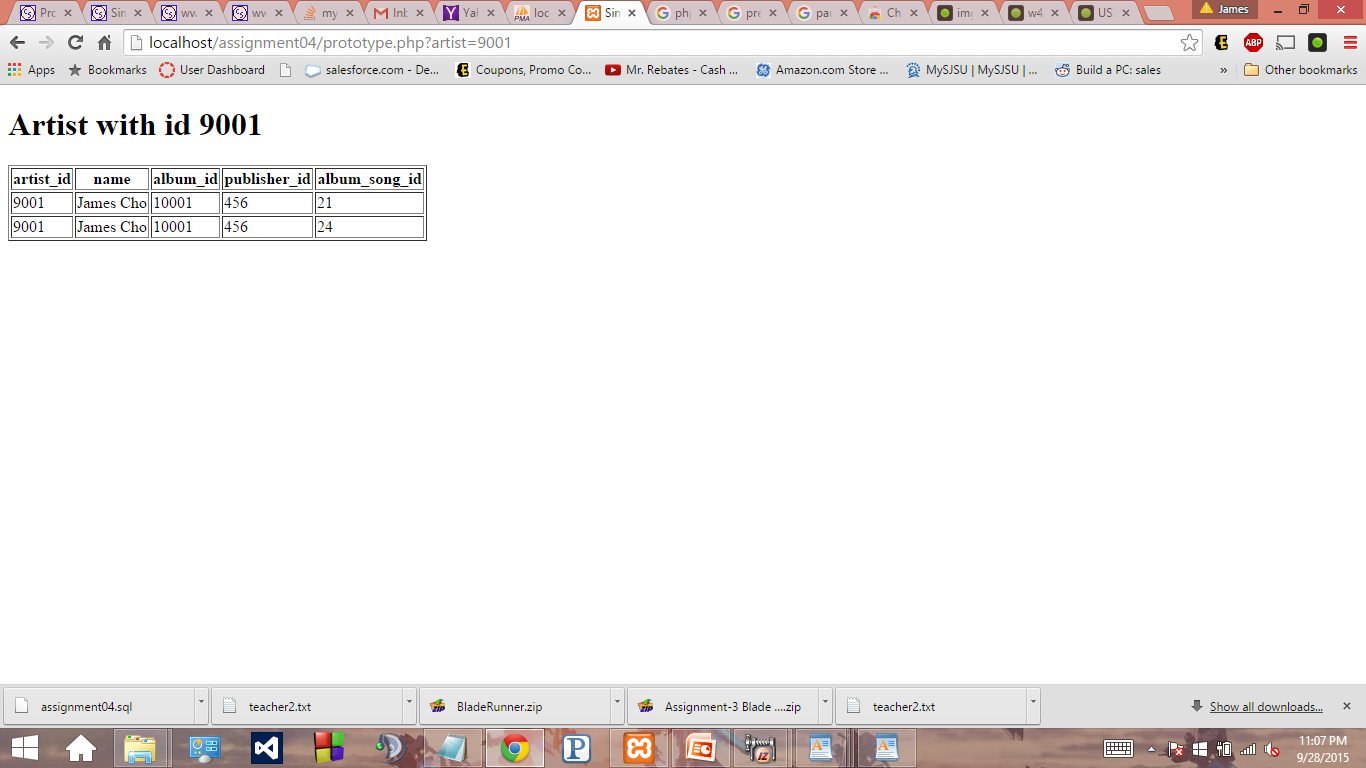 Pro Sin ww ww my Inb Yal loc Sin php pre pau Ch im w4 US James
localhost/assignment04/prototype.php?artist=9001 ABP
Apps Bookmarks User Dashboard salesforce.com - De... Coupons, Promo Co... Mr. Rebates - Cash ... Amazon.com Store ... MySJSU | MySJSU | ... Build a PC: sales » Other bookmarks
Artist with id 9001
artist_id name album_id publisher_id album_song_id
9001 James Cho 10001 456 21
9001 James Cho 10001 456 24
assignment04.sql teacher2.txt BladeRunner.zip Assignment-3 Blade ....zip teacher2.txt Show all downloads...
11:07 PM
9/28/2015